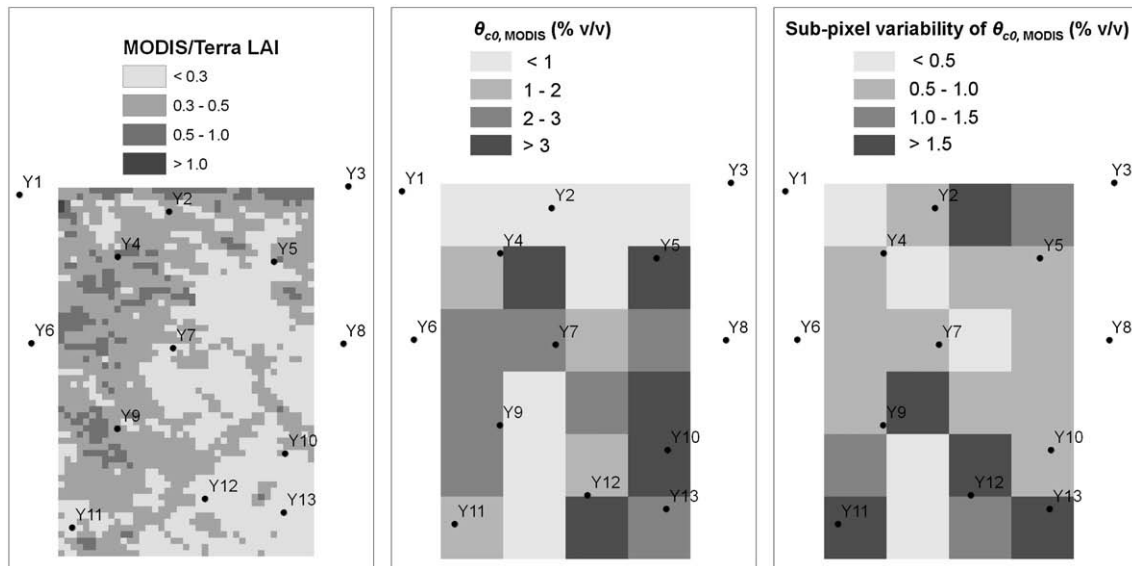 MODIS/Terra LAI
< 0.3
0.3 - 0.5
0.5 - 1.0
> 1.0
Y1
Y3
Y2
Y4
Y5
Y6
Y7
Y8
Y9
Y10
Y12
Y13
Y11
θc0, MODIS (% v/v)
< 1
1 - 2
2 - 3
> 3
Y3
Y1
Y2
Y4
Y5
Y6
Y7
Y8
Y9
Y10
Y12
Y13
Y11
Sub-pixel variability of θc0, MODIS (% v/v)
< 0.5
0.5 - 1.0
1.0 - 1.5
> 1.5
Y3
Y1
Y2
Y4
Y5
Y6
Y7
Y8
Y9
Y10
Y12
Y13
Y11